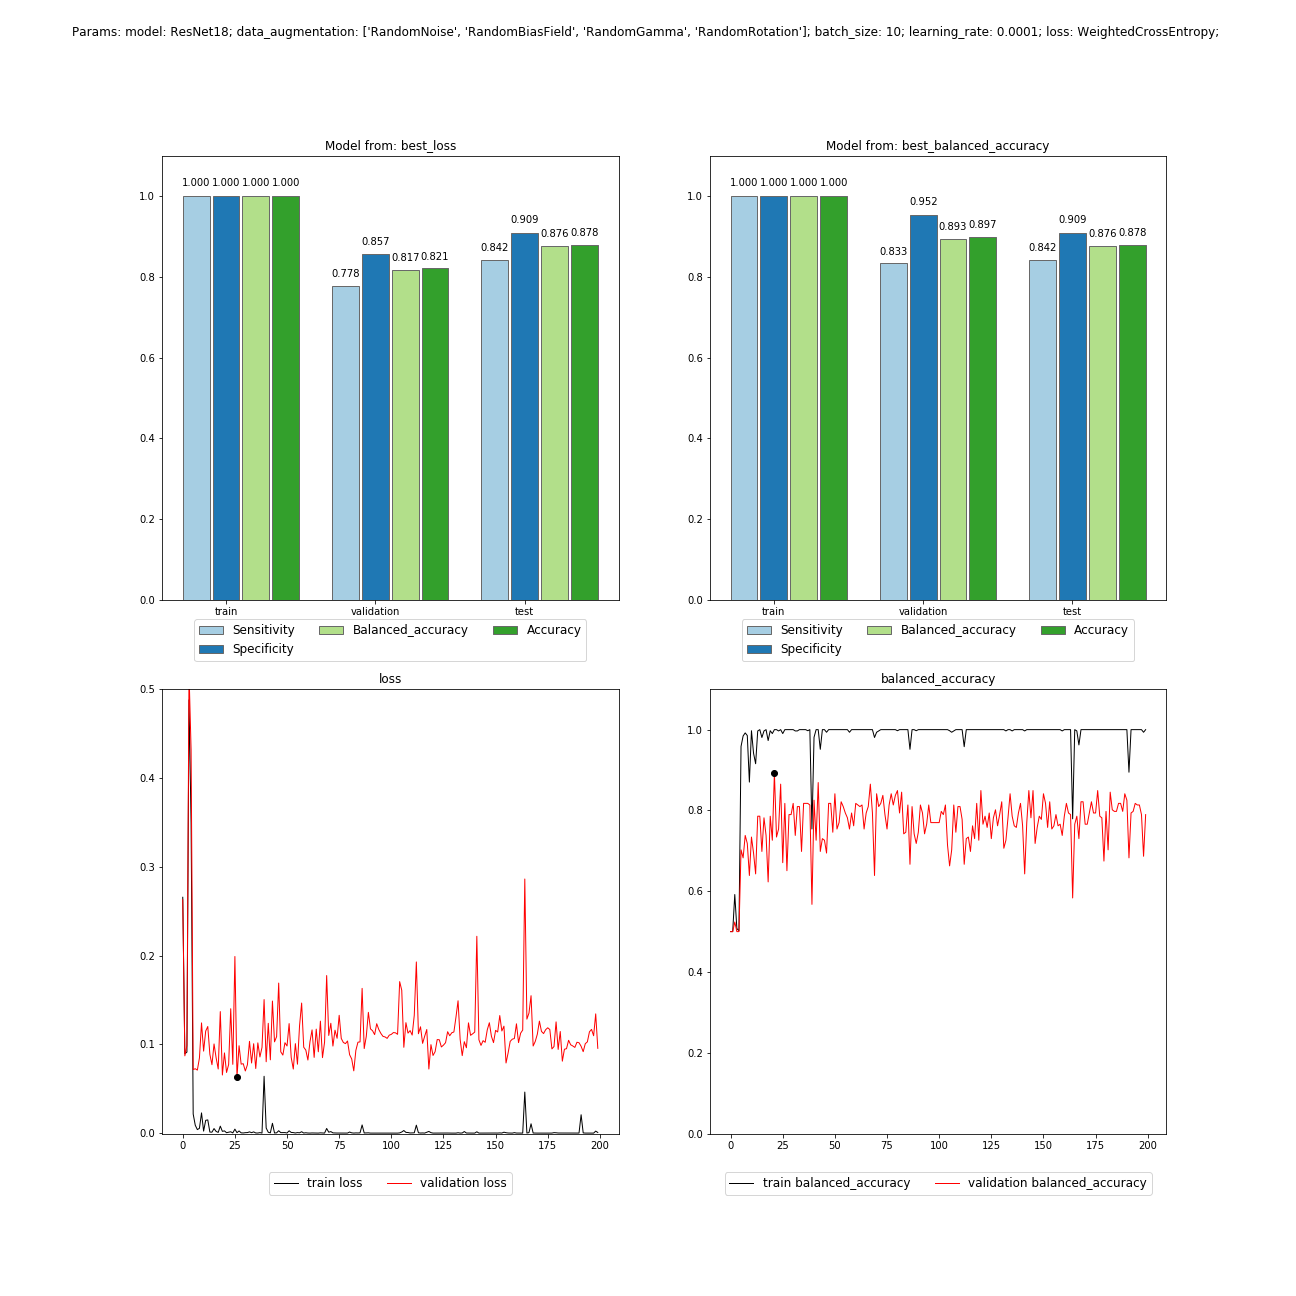 Params: model: ResNet18; data_augmentation: ['RandomNoise', 'RandomBiasField', 'RandomGamma', 'RandomRotation']; batch_size: 10; learning_rate: 0.0001; loss: WeightedCrossEntropy;
Model from: best_loss
1.000 1.000 1.000 1.000
0.778 0.857 0.817 0.821
0.842 0.909 0.876 0.878
1.0
0.8
0.6
0.4
0.2
0.0
train validation test
Sensitivity Balanced_accuracy Accuracy
Specificity
Model from: best_balanced_accuracy
1.000 1.000 1.000 1.000
0.833 0.952 0.893 0.897
0.842 0.909 0.876 0.878
1.0
0.8
0.6
0.4
0.2
0.0
train validation test
Sensitivity Balanced_accuracy Accuracy
Specificity
loss
0.5
0.4
0.3
0.2
0.1
0.0
0 25 50 75 100 125 150 175 200
train loss validation loss
balanced_accuracy
1.0
0.8
0.6
0.4
0.2
0.0
0 25 50 75 100 125 150 175 200
train balanced_accuracy validation balanced_accuracy